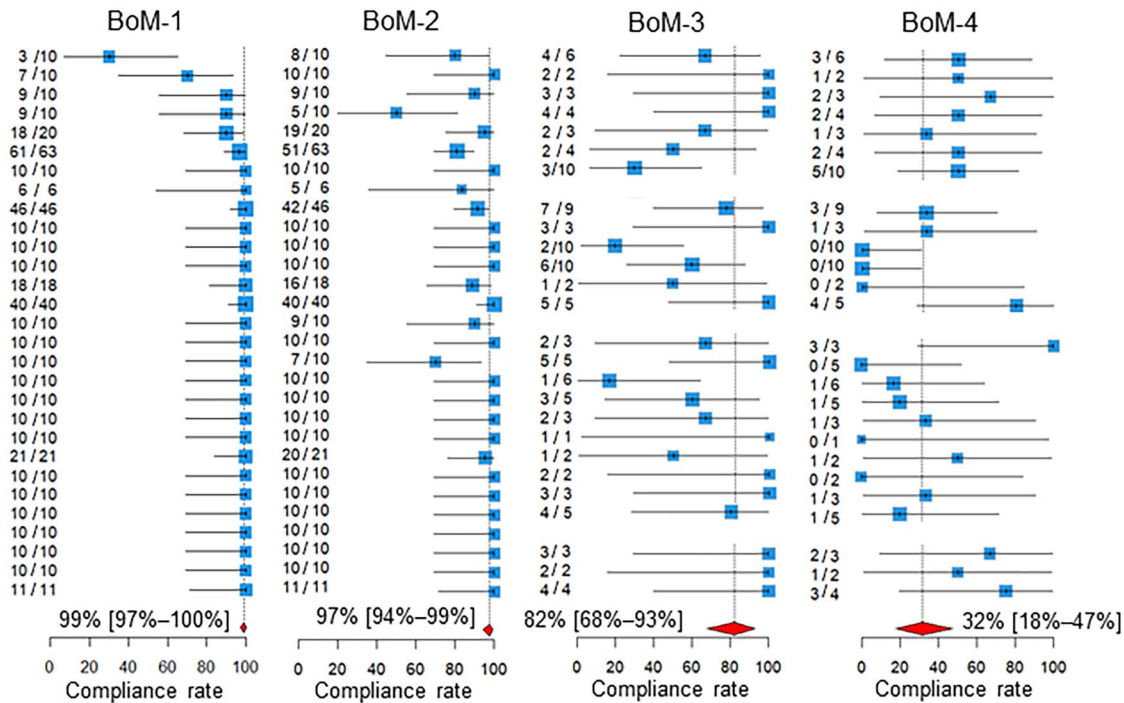 BoM-1
3 / 10
7 / 10
9 / 10
9 / 10
18 / 20
61 / 63
10 / 10
6 / 6
46 / 46
10 / 10
10 / 10
10 / 10
18 / 18
40 / 40
10 / 10
10 / 10
10 / 10
10 / 10
10 / 10
10 / 10
10 / 10
21 / 21
10 / 10
10 / 10
10 / 10
10 / 10
10 / 10
10 / 10
11 / 11
99% [97%–100%]
0 20 40 60 80 100
Compliance rate
BoM-2
8 / 10
10 / 10
9 / 10
5 / 10
19 / 20
51 / 63
10 / 10
5 / 6
42 / 46
10 / 10
10 / 10
10 / 10
16 / 18
40 / 40
9 / 10
10 / 10
7 / 10
10 / 10
10 / 10
10 / 10
10 / 10
20 / 21
10 / 10
10 / 10
10 / 10
10 / 10
10 / 10
10 / 10
11 / 11
97% [94%–99%]
0 20 40 60 80 100
Compliance rate
BoM-3
4 / 6
2 / 2
3 / 3
4 / 4
2 / 3
2 / 4
3/10
7 / 9
3 / 3
2/10
6/10
1 / 2
5 / 5
2 / 3
5 / 5
1 / 6
3 / 5
2 / 3
1 / 1
1 / 2
2 / 2
3 / 3
4 / 5
3 / 3
2 / 2
4 / 4
82% [68%–93%]
0 20 40 60 80 100
Compliance rate
BoM-4
3 / 6
1 / 2
2 / 3
2 / 4
1 / 3
2 / 4
5/10
3 / 9
1 / 3
0/10
0/10
0 / 2
4 / 5
3 / 3
0 / 5
1 / 6
1 / 5
1 / 3
0 / 1
1 / 2
0 / 2
1 / 3
1 / 5
2 / 3
1 / 2
3 / 4
32% [18%–47%]
0 20 40 60 80 100
Compliance rate